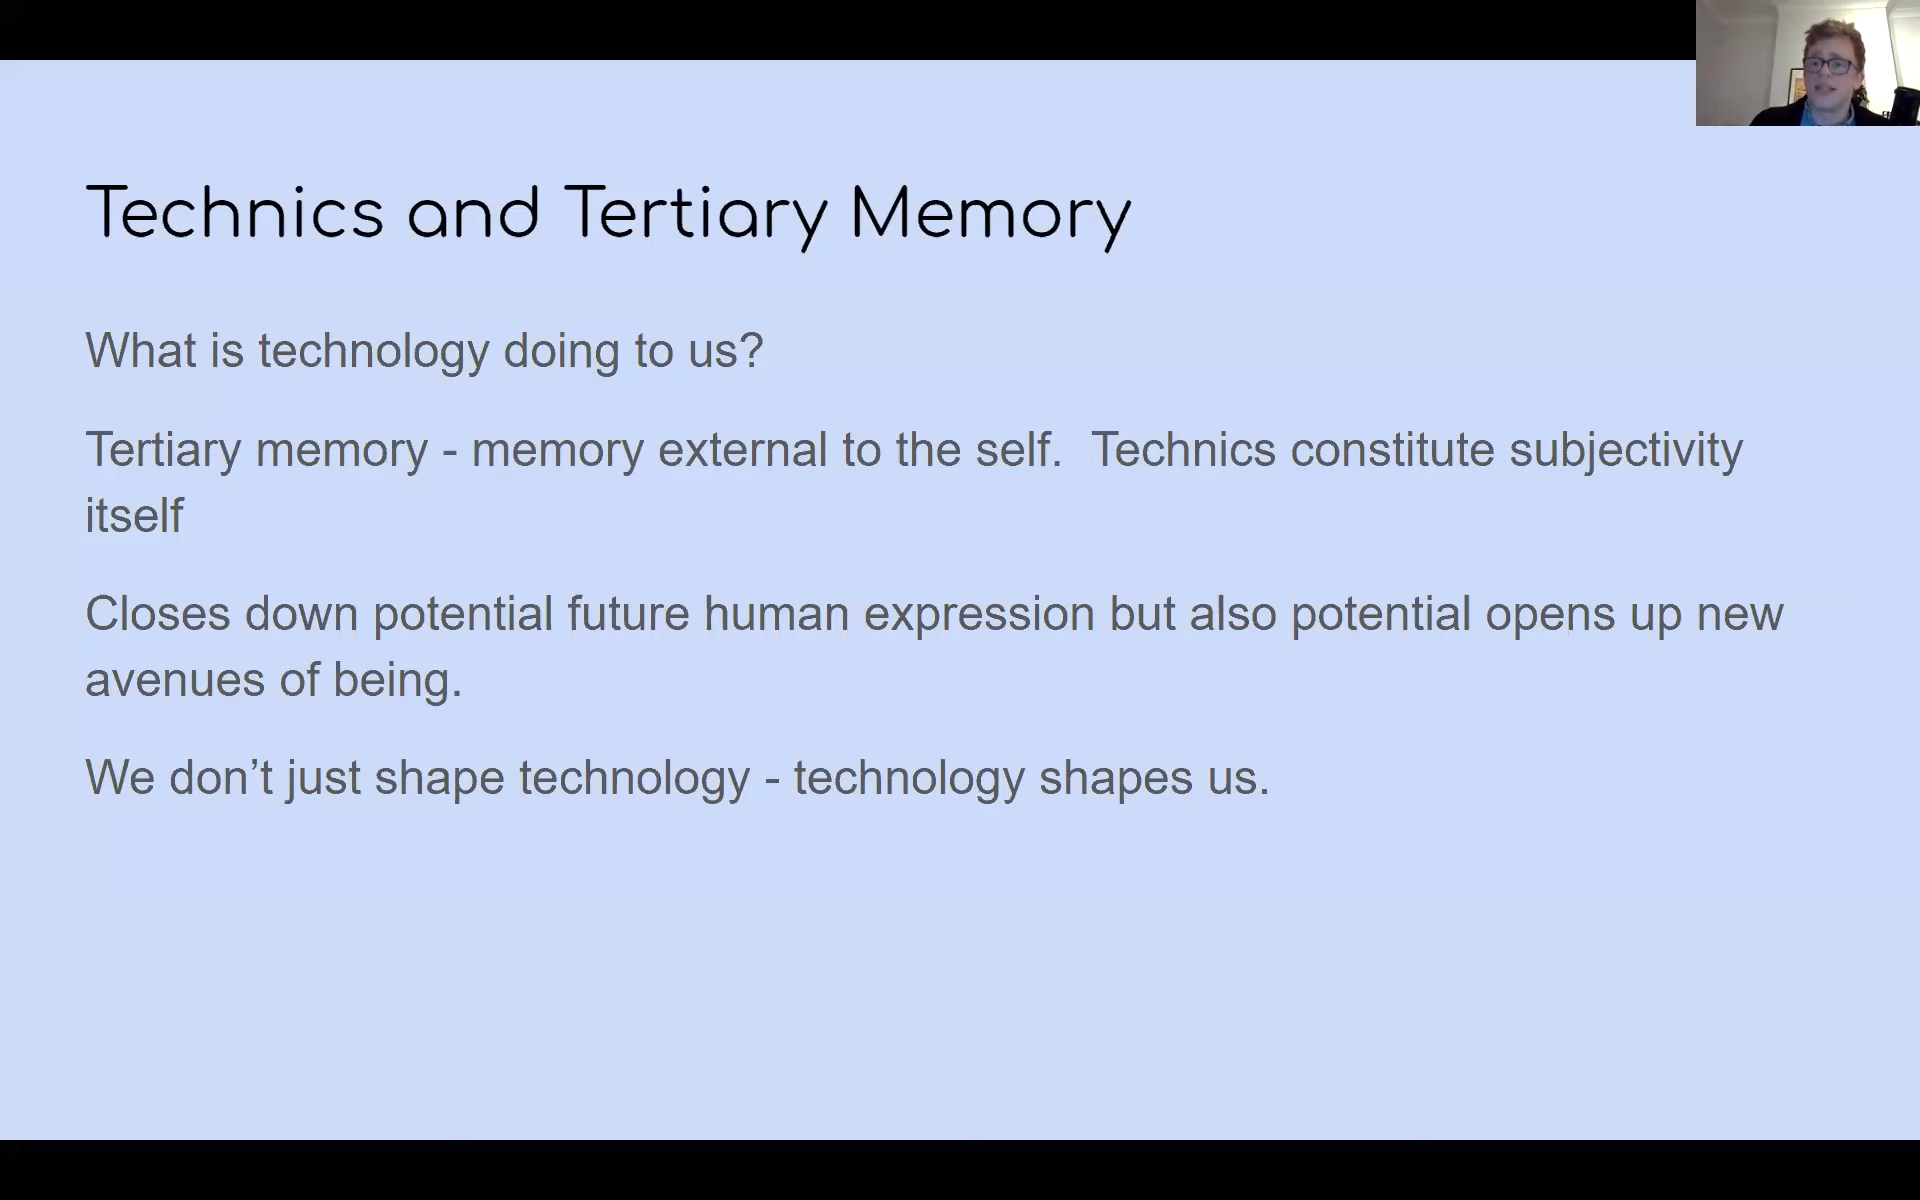 Technics and Tertiary Memory
What is technology doing to us?
Tertiary memory - memory external to the self.  Technics constitute subjectivity
itself
Closes down potential future human expression but also potential opens up new
avenues of being.
We don’t just shape technology - technology shapes us.